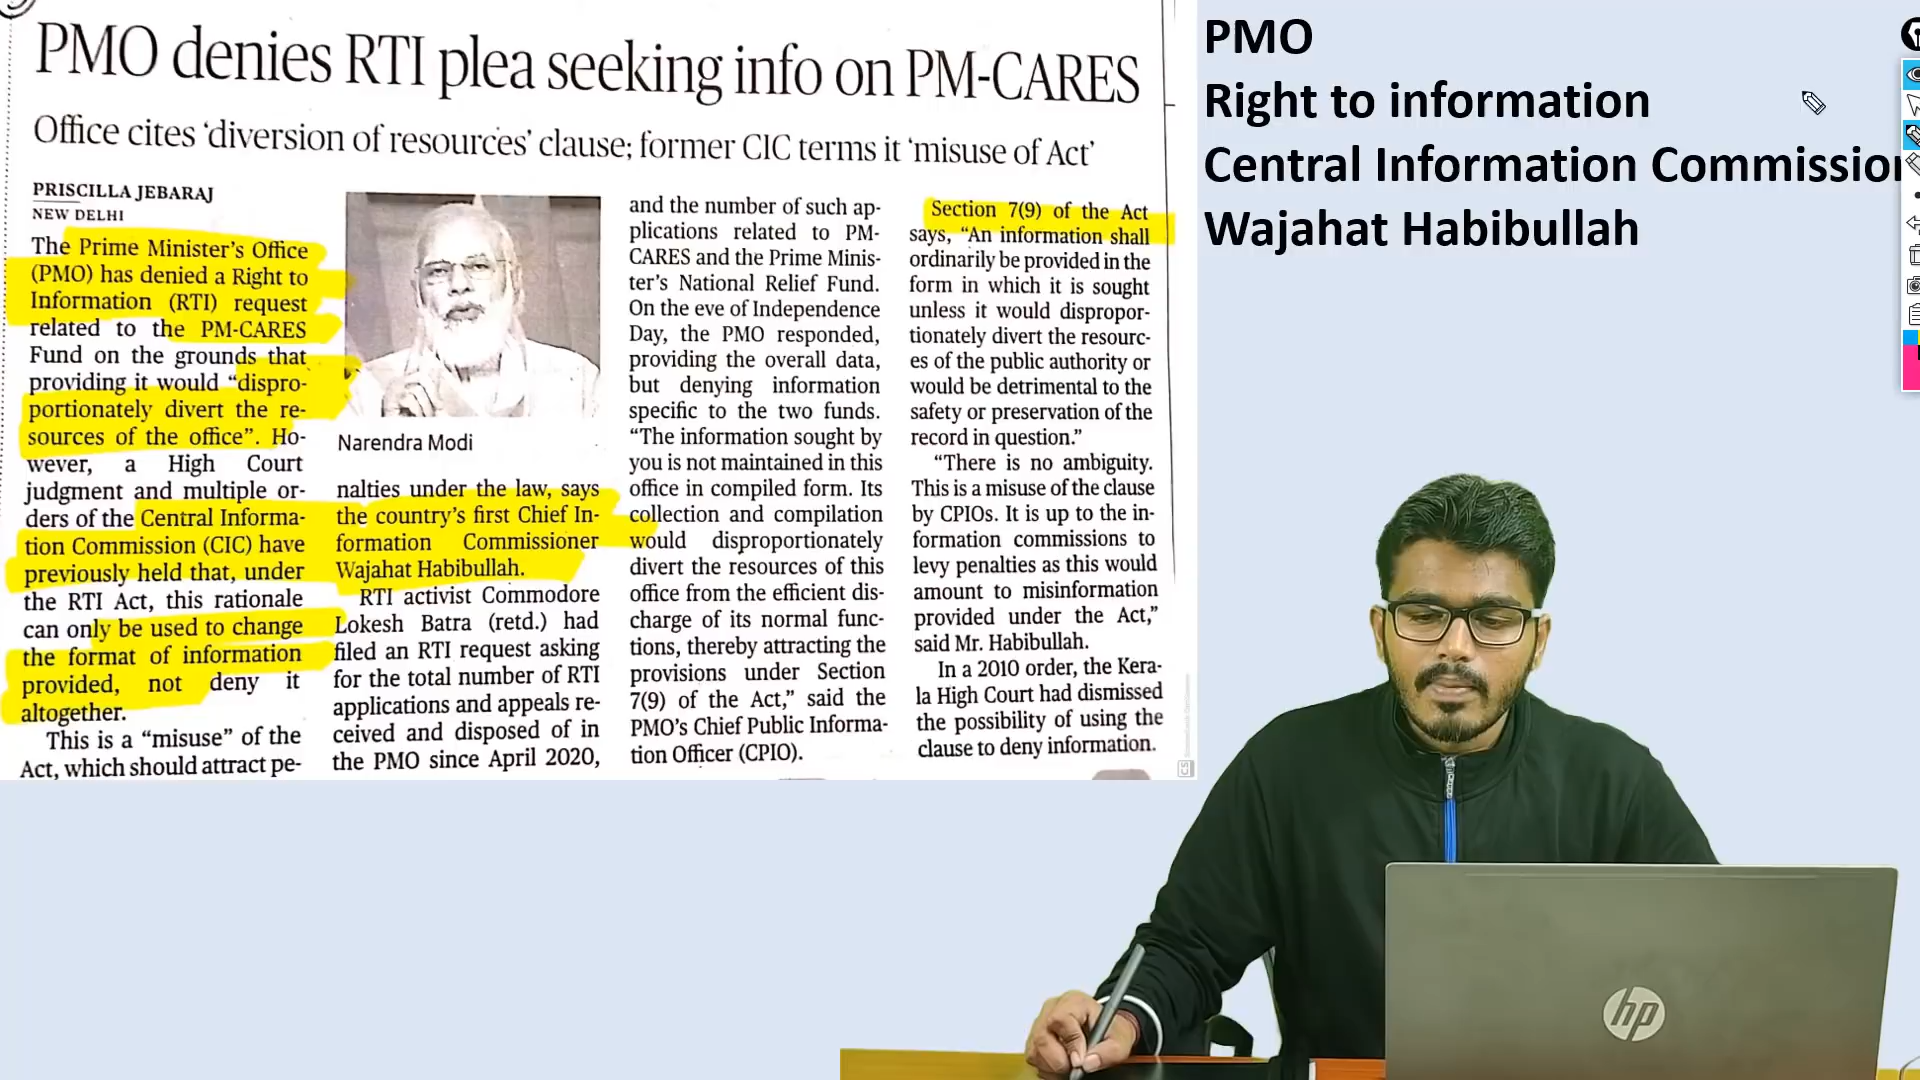 PMO denies RTI plea seeking info on PM-CARES
Office cites ‘diversion of resources’ clause; former CIC terms it ‘misuse of Act’
PRISCILLA JEBARAJ
NEW DELHI
The Prime Minister’s Office
(PMO) has denied a Right to
Information (RTI) request
related to the PM-CARES
Fund on the grounds that
providing it would “dispro-
portionately divert the re-
sources of the office”. Ho-
wever, a High Court
judgment and multiple or-
ders of the Central Informa-
tion Commission (CIC) have
previously held that, under
the RTI Act, this rationale
can only be used to change
the format of information
provided, not deny it
altogether.
This is a “misuse” of the
Act, which should attract pe-
Narendra Modi
nalties under the law, says
the country’s first Chief In-
formation Commissioner
Wajahat Habibullah.
RTI activist Commodore
Lokesh Batra (retd.) had
filed an RTI request asking
for the total number of RTI
applications and appeals re-
ceived and disposed of in
the PMO since April 2020,
and the number of such ap-
plications related to PM-
CARES and the Prime Minis-
ter’s National Relief Fund.
On the eve of Independence
Day, the PMO responded,
providing the overall data,
but denying information
specific to the two funds.
“The information sought by
you is not maintained in this
office in compiled form. Its
collection and compilation
would disproportionately
divert the resources of this
office from the efficient dis-
charge of its normal func-
tions, thereby attracting the
provisions under Section
7(9) of the Act,” said the
PMO’s Chief Public Informa-
tion Officer (CPIO).
Section 7(9) of the Act
says, “An information shall
ordinarily be provided in the
form in which it is sought
unless it would dispropor-
tionately divert the resourc-
es of the public authority or
would be detrimental to the
safety or preservation of the
record in question.”
“There is no ambiguity.
This is a misuse of the clause
by CPIOs. It is up to the in-
formation commissions to
levy penalties as this would
amount to misinformation
provided under the Act,”
said Mr. Habibullah.
In a 2010 order, the Kera-
la High Court had dismissed
the possibility of using the
clause to deny information.
CS
PMO
Right to information
Central Information Commission
Wajahat Habibullah
hp